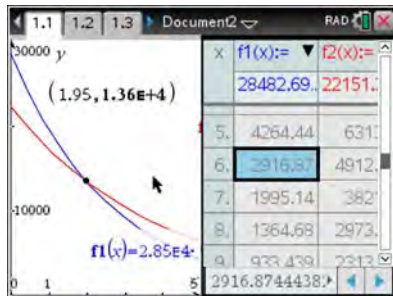 1.1 1.2 1.3 Document2 RAD
30000 y
(1.95, 1.36E+4)
10000
f1(x)=2.85E4·
0 1 5
x f1(x):= ▼ f2(x):=
28482.69.. 22151.
5. 4264.44 631
6. 2916.87 4912.
7. 1995.14 382
8. 1364.68 2973.
9. 933.439 2313
2916.8744438